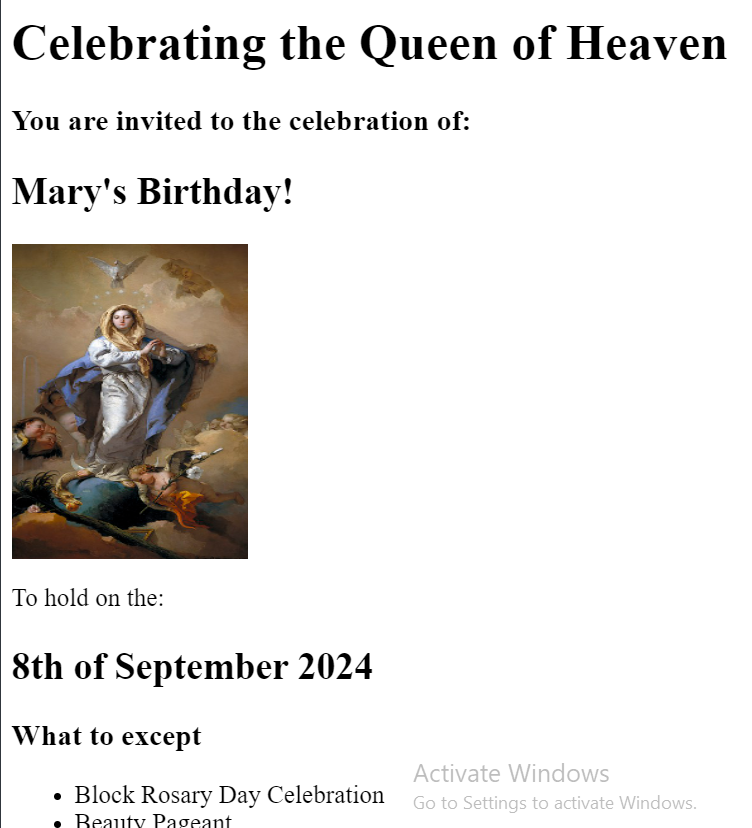 Celebrating the Queen of Heaven
You are invited to the celebration of:
Mary's Birthday!
To hold on the:
8th of September 2024
What to except
Block Rosary Day Celebration
Beauty Pageant
Activate Windows
Go to Settings to activate Windows.